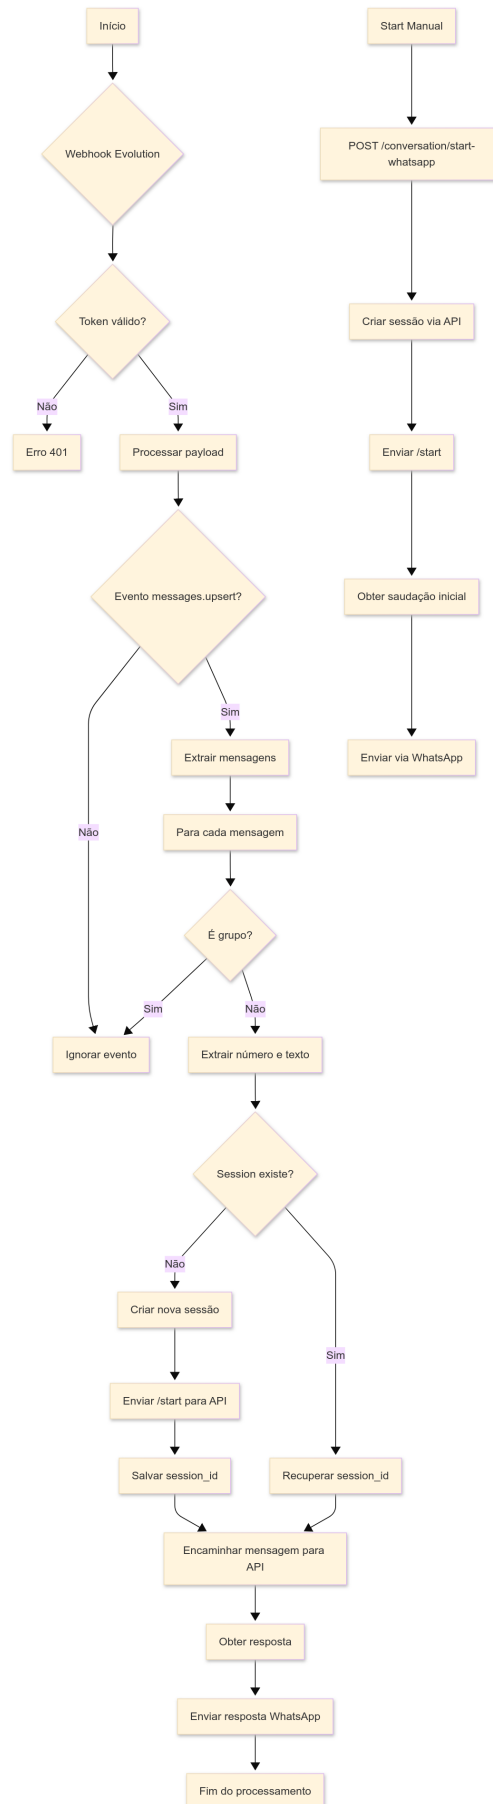 Início
Start Manual
Webhook Evolution
POST /conversation/start-
whatsapp
Token válido?
Criar sessão via API
Não
Sim
Erro 401
Processar payload
Enviar /start
Evento messages.upsert?
Obter saudação inicial
Sim
Extrair mensagens
Enviar via WhatsApp
Não
Para cada mensagem
É grupo?
Sim
Não
Ignorar evento
Extrair número e texto
Session existe?
Não
Criar nova sessão
Sim
Enviar /start para API
Salvar session_id
Recuperar session_id
Encaminhar mensagem para
API
Obter resposta
Enviar resposta WhatsApp
Fim do processamento